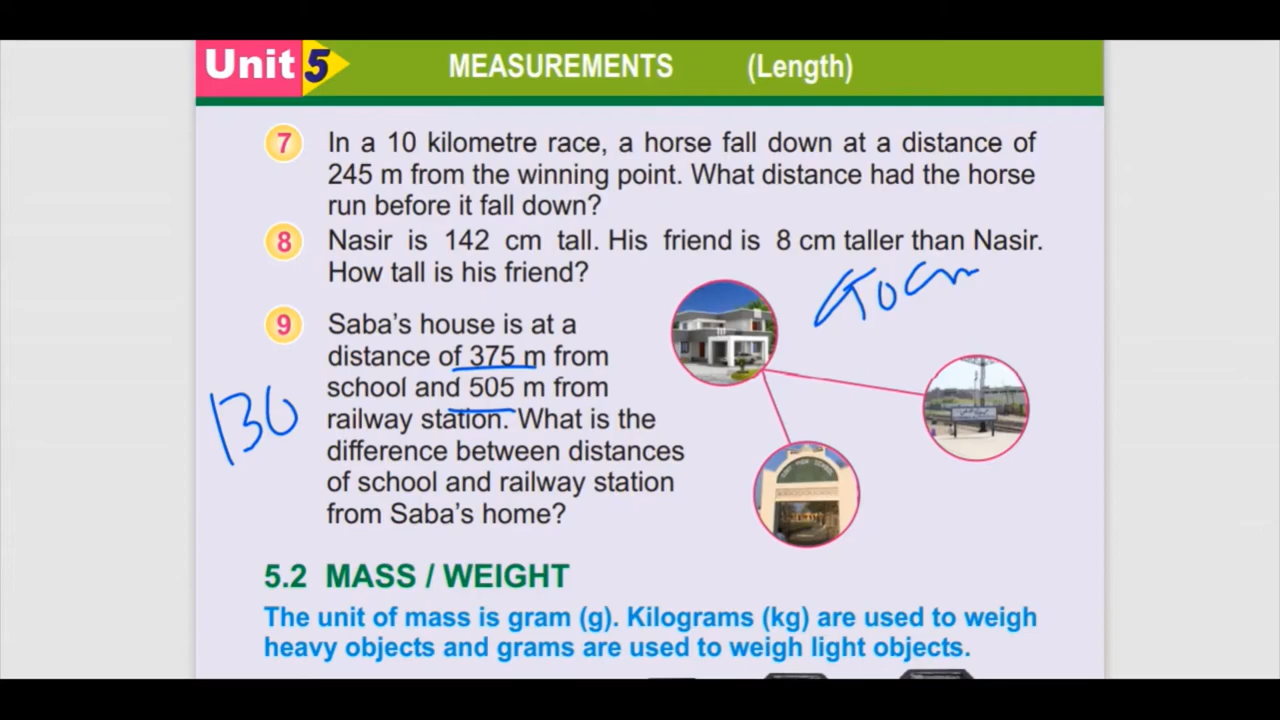 Unit 5
MEASUREMENTS (Length)
7 In a 10 kilometre race, a horse fall down at a distance of
245 m from the winning point. What distance had the horse
run before it fall down?
8 Nasir is 142 cm tall. His friend is 8 cm taller than Nasir.
How tall is his friend?
9 Saba's house is at a
distance of 375 m from
school and 505 m from
railway station. What is the
difference between distances
of school and railway station
from Saba's home?
130
5.2 MASS / WEIGHT
The unit of mass is gram (g). Kilograms (kg) are used to weigh
heavy objects and grams are used to weigh light objects.